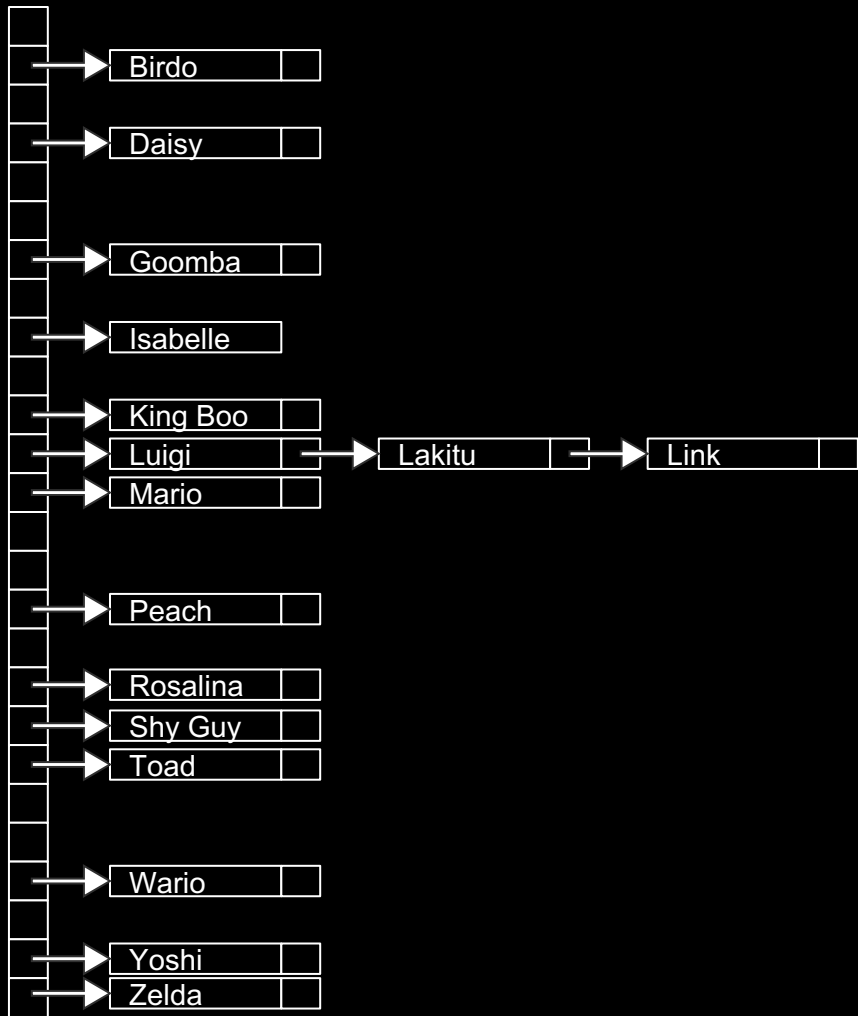 Birdo
Daisy
Goomba
Isabelle
King Boo
Luigi Lakitu Link
Mario
Peach
Rosalina
Shy Guy
Toad
Wario
Yoshi
Zelda